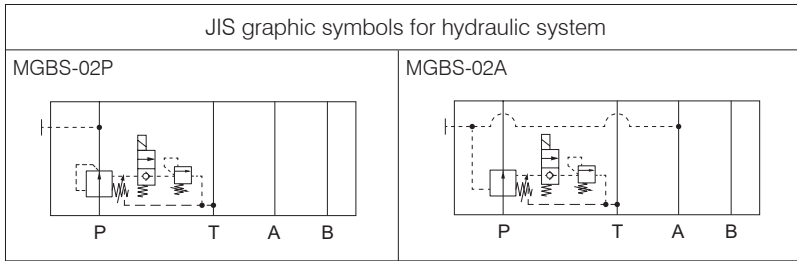 JIS graphic symbols for hydraulic system
MGBS-02P
MGBS-02A
P T A B
P T A B